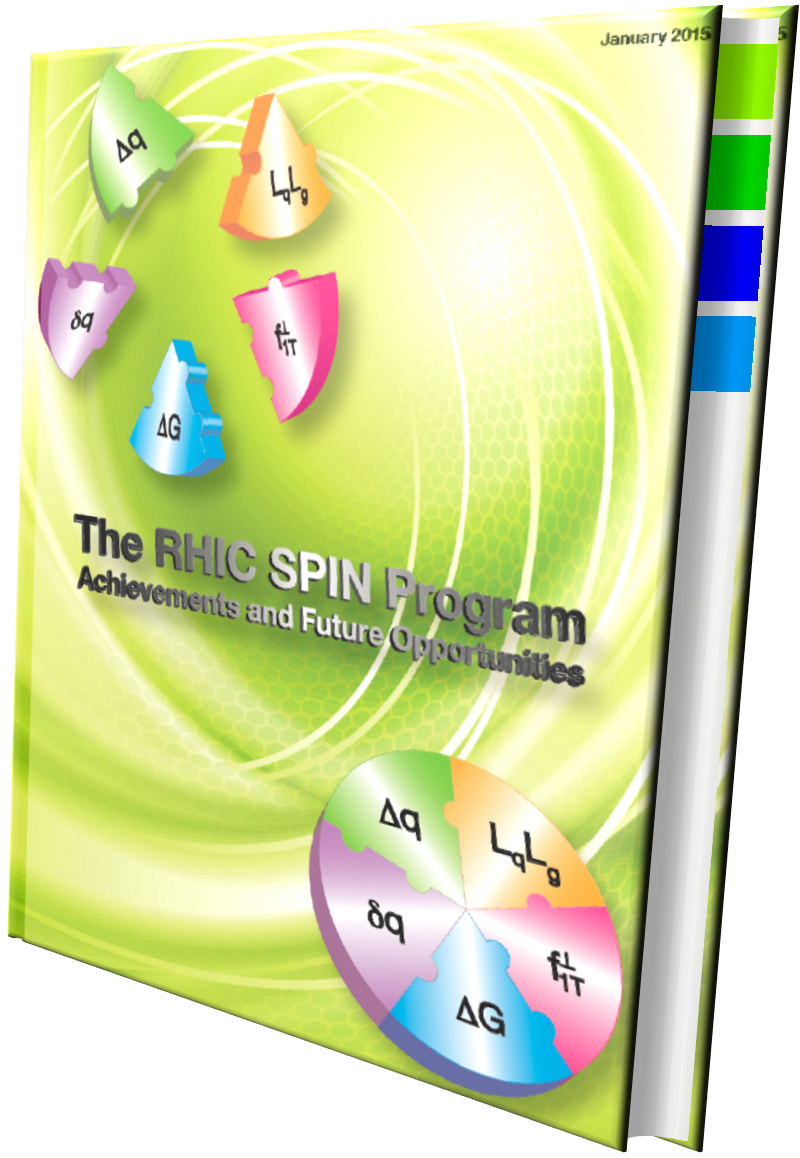 January 2015
5
Δq
LqLg
δq
f⊥1T
ΔG
The RHIC SPIN Program
Achievements and Future Opportunities
Δq
LqLg
δq
f⊥1T
ΔG